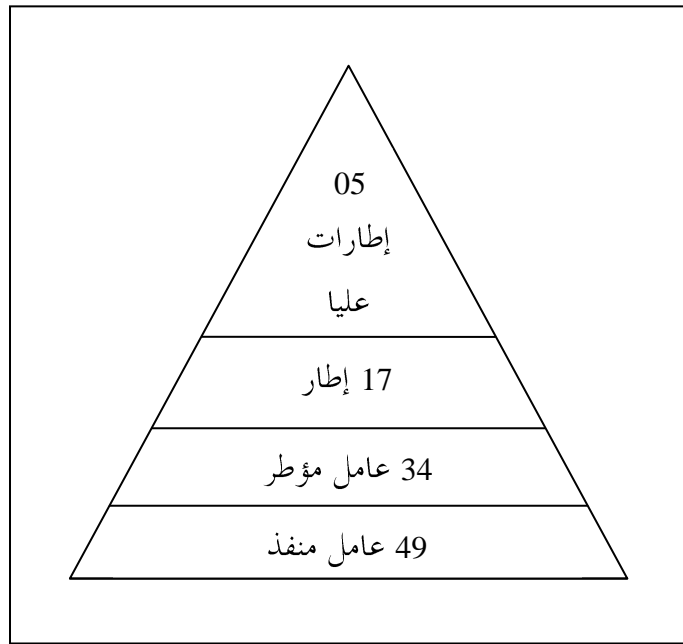 05
إطارات
عليا
17 إطار
34 عامل مؤطر
49 عامل منفذ